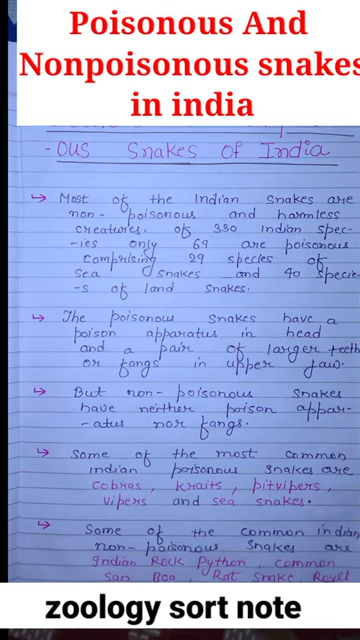 Poisonous And
Nonpoisonous snakes
in india
-ous Snakes of India
→ Most of the Indian snakes are
non-poisonous and harmless
creatures. Of 330 Indian spec-
-ies only 69 are poisonous
comprising 29 species of
sea snakes and 40 specie-
-s of land snakes.
→ The poisonous snakes have a
poison apparatus in head
and a pair of larger teeth
or fangs in upper jaw.
→ But non-poisonous snakes
have neither poison appar-
-atus nor fangs.
→ Some of the most common
indian poisonous snakes are
cobras, kraits, pitvipers,
vipers and sea snakes.
→ Some of the common indian
non-poisonous snakes are
Indian Rock Python, common
San Boa, Rat Snake, Royll
zoology sort note